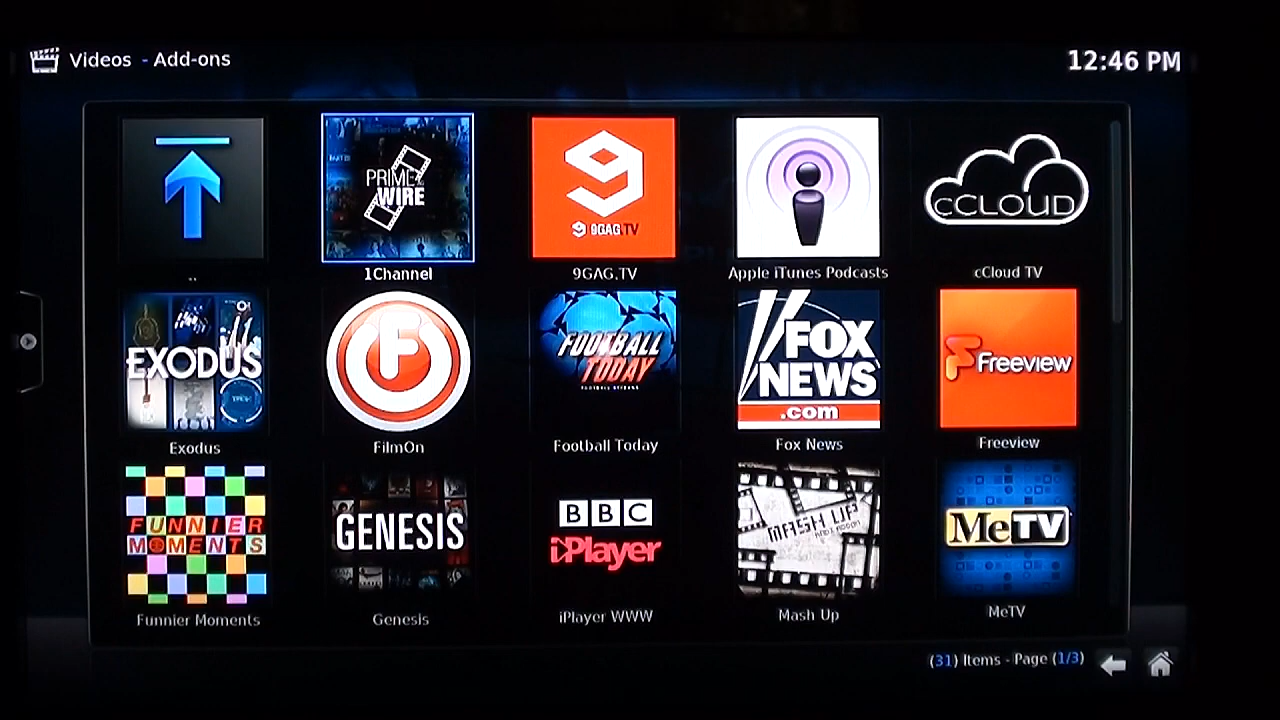 Videos - Add-ons
12:46 PM
PRIME
WIRE
9GAG.TV
CCLOUD
..
1Channel
9GAG.TV
Apple iTunes Podcasts
cCloud TV
EXODUS
F
FOOTBALL
TODAY
FOX
NEWS
.com
Freeview
Exodus
FilmOn
Football Today
Fox News
Freeview
FUNNIER
MOMENTS
GENESIS
BBC
iPlayer
MASH UP
MeTV
Funnier Moments
Genesis
iPlayer WWW
Mash Up
MeTV
(31) Items - Page (1/3)